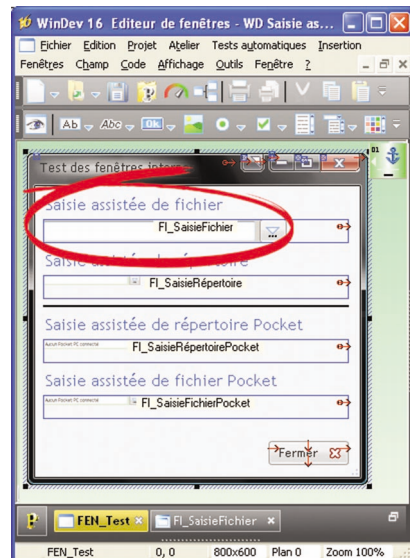 WinDev 16 Editeur de fenêtres - WD Saisie as...
Fichier Edition Projet Atelier Tests automatiques Insertion
Fenêtres Champ Code Affichage Outils Fenêtre ?
Ab Abc OK
01
Test des fenêtres
Saisie assistée de fichier
FI_SaisieFichier
FI_SaisieRépertoire
Saisie assistée de répertoire Pocket
Aucun Pocket PC connecté FI_SaisieRépertoirePocket
Saisie assistée de fichier Pocket
Aucun Pocket PC connecté FI_SaisieFichierPocket
Fermer
FEN_Test FI_SaisieFichier
FEN_Test 0, 0 800x600 Plan 0 Zoom 100%